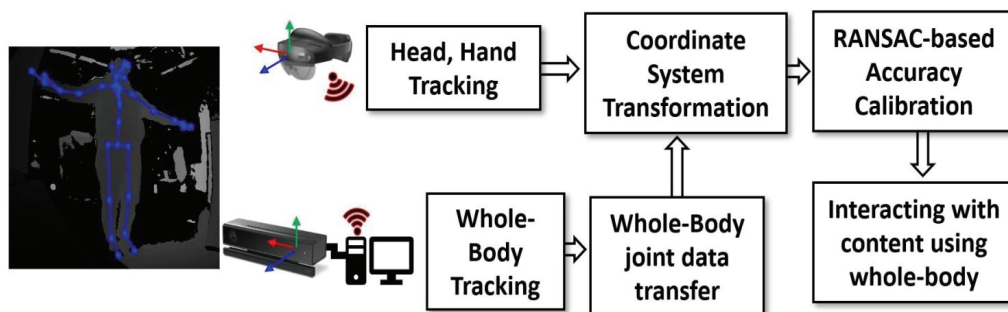 Head, Hand
Tracking
Coordinate
System
Transformation
RANSAC-based
Accuracy
Calibration
Whole-
Body
Tracking
Whole-Body
joint data
transfer
Interacting with
content using
whole-body